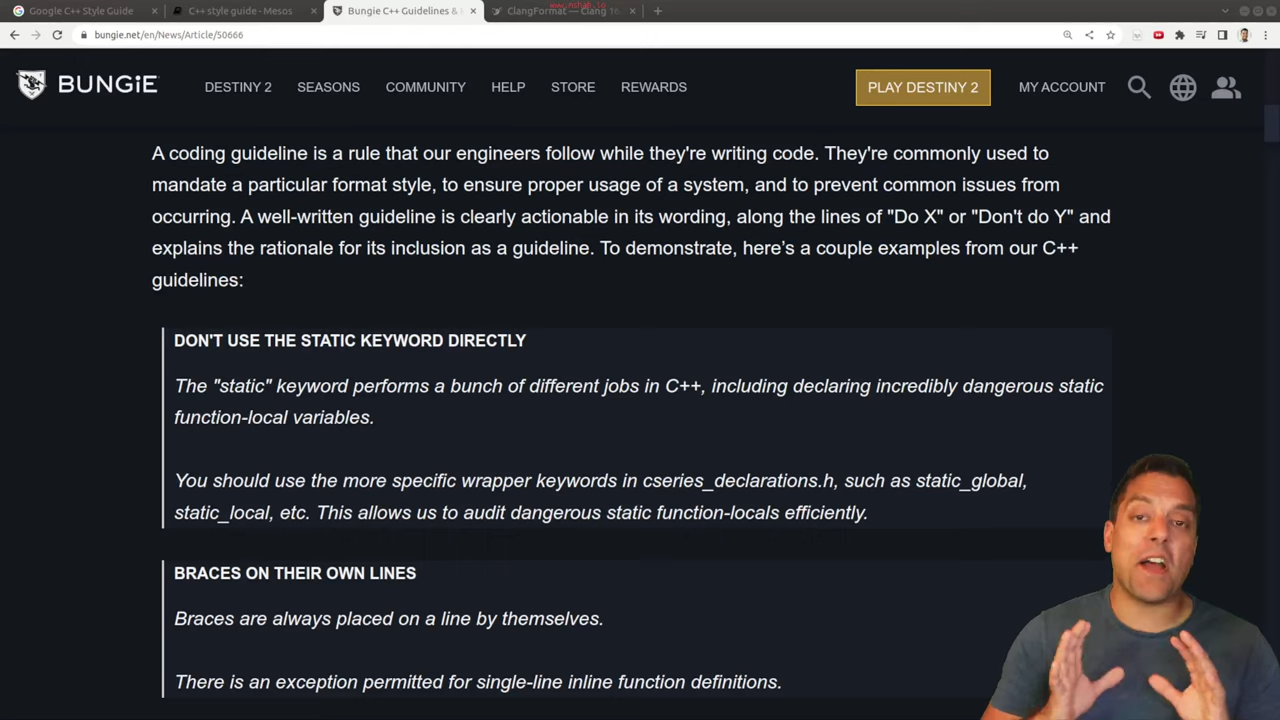 Google C++ Style Guide
C++ style guide - Mesos
Bungie C++ Guidelines &
ClangFormat — Clang 16
www.mshah.io
bungie.net/en/News/Article/50666
BUNGiE
DESTINY 2
SEASONS
COMMUNITY
HELP
STORE
REWARDS
PLAY DESTINY 2
MY ACCOUNT
A coding guideline is a rule that our engineers follow while they're writing code. They're commonly used to
mandate a particular format style, to ensure proper usage of a system, and to prevent common issues from
occurring. A well-written guideline is clearly actionable in its wording, along the lines of "Do X" or "Don't do Y" and
explains the rationale for its inclusion as a guideline. To demonstrate, here's a couple examples from our C++
guidelines:
DON'T USE THE STATIC KEYWORD DIRECTLY
The "static" keyword performs a bunch of different jobs in C++, including declaring incredibly dangerous static
function-local variables.
You should use the more specific wrapper keywords in cseries_declarations.h, such as static_global,
static_local, etc. This allows us to audit dangerous static function-locals efficiently.
BRACES ON THEIR OWN LINES
Braces are always placed on a line by themselves.
There is an exception permitted for single-line inline function definitions.